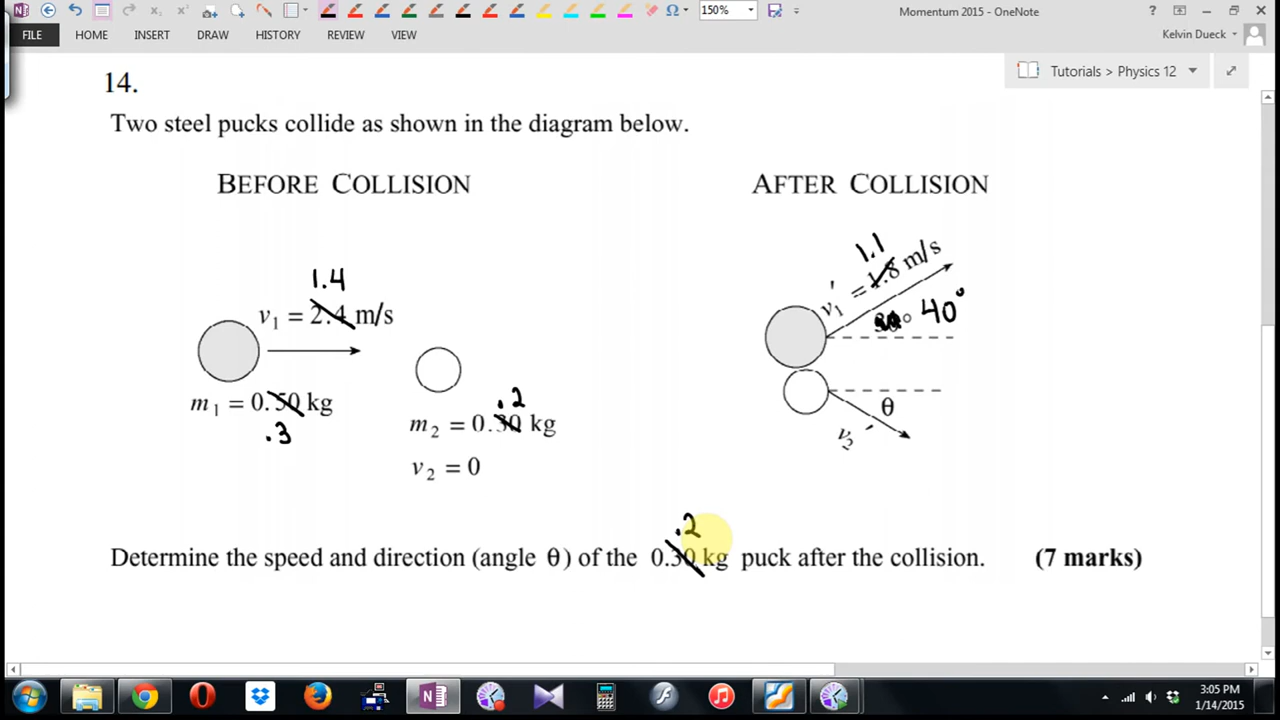 Momentum 2015 - OneNote
150%
?
Kelvin Dueck
FILE HOME INSERT DRAW HISTORY REVIEW VIEW
Tutorials > Physics 12
14.
Two steel pucks collide as shown in the diagram below.
BEFORE COLLISION
AFTER COLLISION
1.4
v₁ = 2.4 m/s
m₁ = 0.50 kg
.3
.2
m₂ = 0.30 kg
v₂ = 0
1.1
v₁' = 1.8 m/s
40°
θ
v₂'
.2
Determine the speed and direction (angle θ) of the 0.30 kg puck after the collision. (7 marks)
3:05 PM
1/14/2015